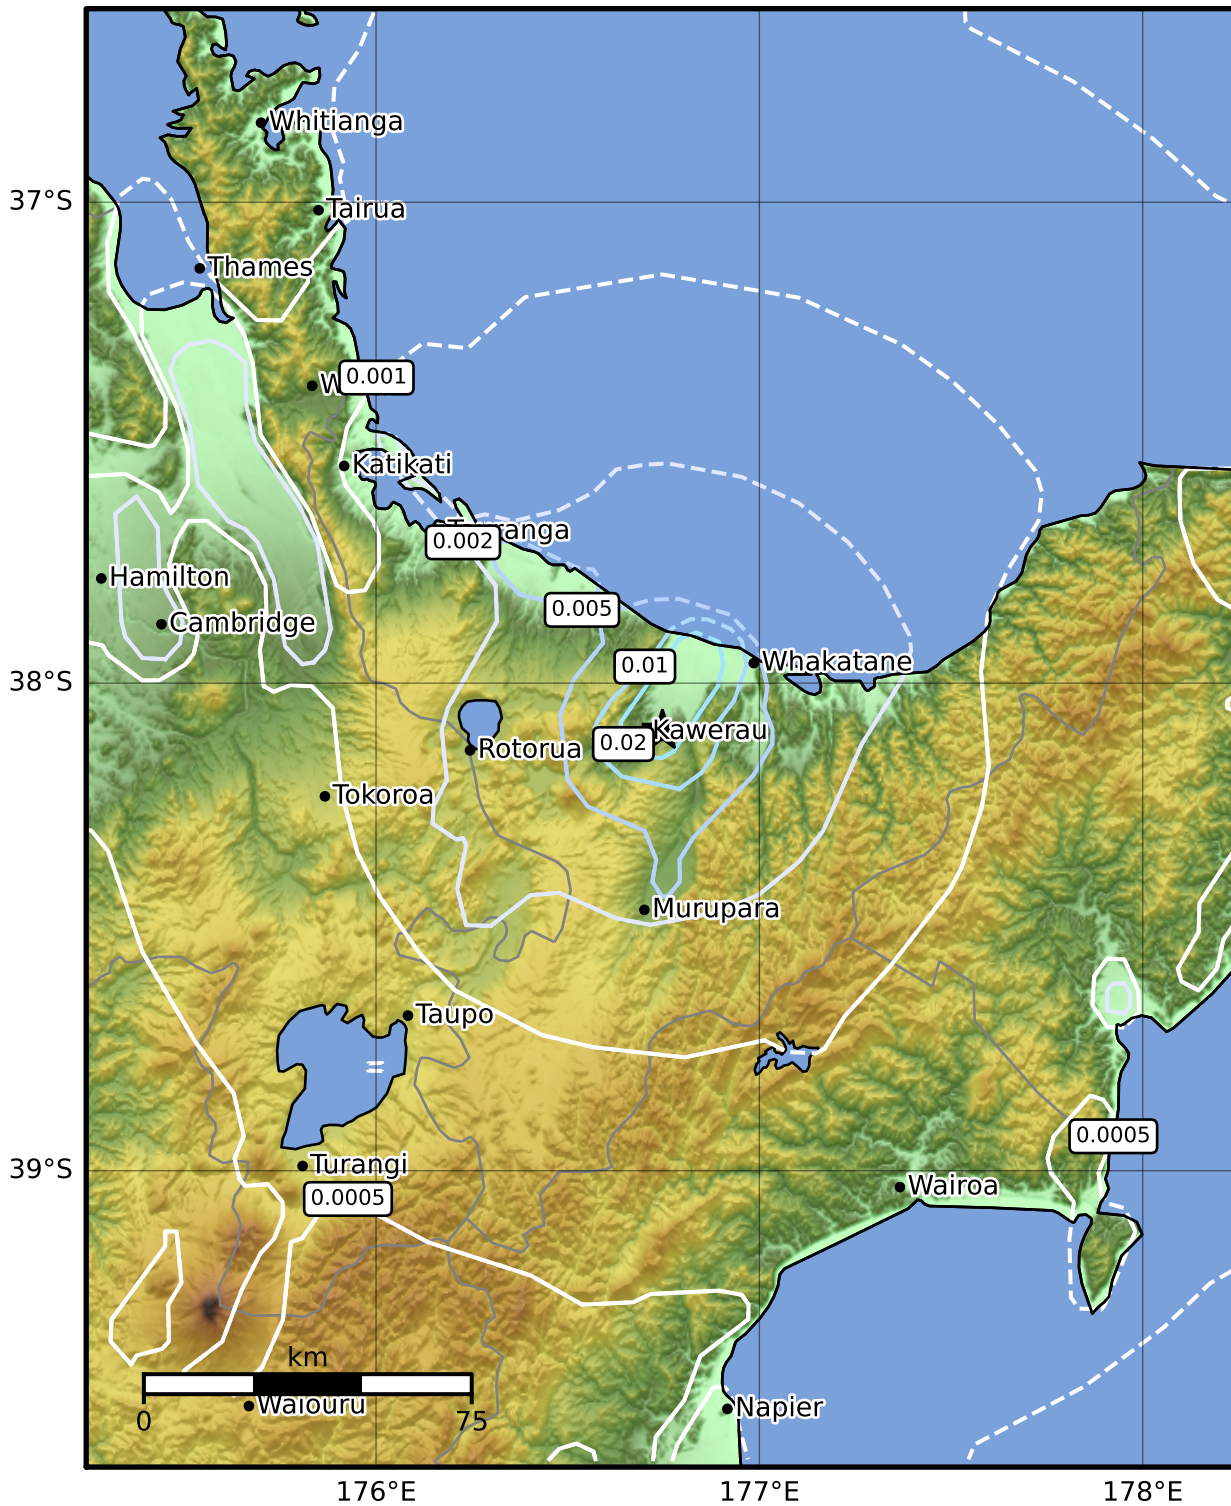 Whitianga
37°S
Tairua
Thames
0.001
Katikati
0.002
Hamilton
0.005
Cambridge
0.01
Whakatane
38°S
Kawerau
0.02
Rotorua
Tokoroa
Murupara
Taupo
0.0005
39°S
Turangi
Wairoa
0.0005
km
0
75
Waiouru
Napier
176°E
177°E
178°E